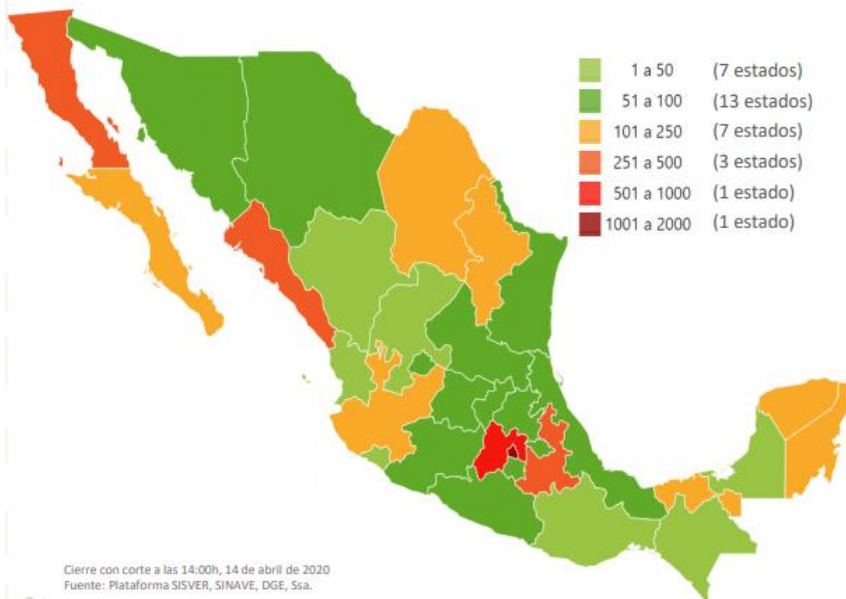 1 a 50 (7 estados)
51 a 100 (13 estados)
101 a 250 (7 estados)
251 a 500 (3 estados)
501 a 1000 (1 estado)
1001 a 2000 (1 estado)
Cierre con corte a las 14:00h, 14 de abril de 2020
Fuente: Plataforma SISVER, SINAVE, DGE, Ssa.